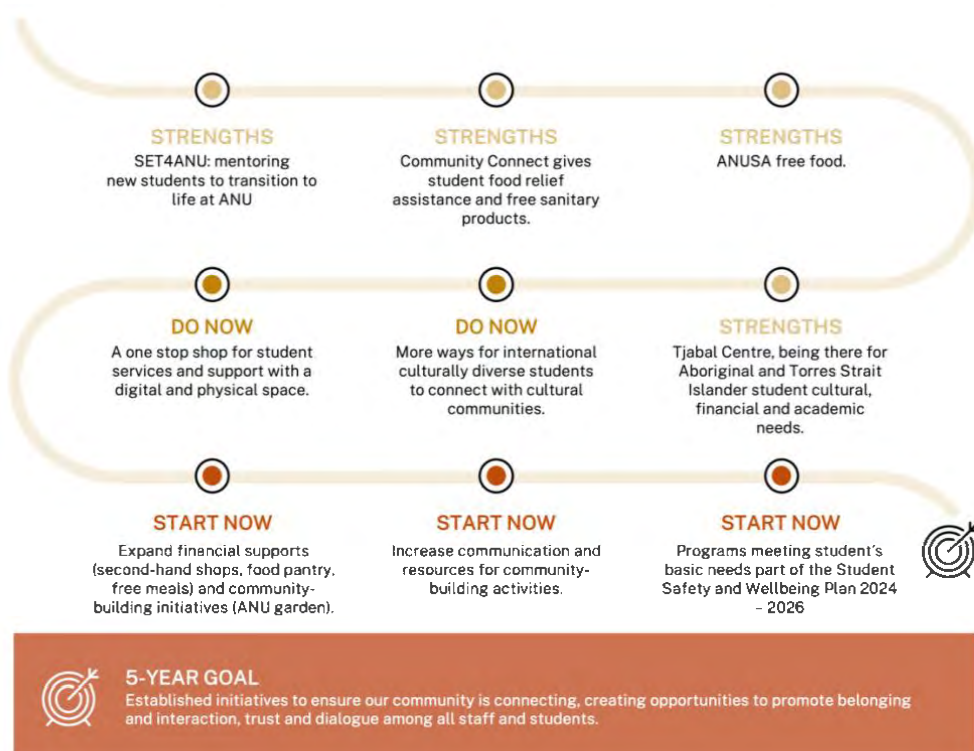 STRENGTHS
SET4ANU: mentoring
new students to transition to
life at ANU
STRENGTHS
Community Connect gives
student food relief
assistance and free sanitary
products.
STRENGTHS
ANUSA free food.
DO NOW
A one stop shop for student
services and support with a
digital and physical space.
DO NOW
More ways for international
culturally diverse students
to connect with cultural
communities.
STRENGTHS
Tjabal Centre, being there for
Aboriginal and Torres Strait
Islander student cultural,
financial and academic
needs.
START NOW
Expand financial supports
(second-hand shops, food pantry,
free meals) and community-
building initiatives (ANU garden).
START NOW
Increase communication and
resources for community-
building activities.
START NOW
Programs meeting student's
basic needs part of the Student
Safety and Wellbeing Plan 2024
– 2026
5-YEAR GOAL
Established initiatives to ensure our community is connecting, creating opportunities to promote belonging
and interaction, trust and dialogue among all staff and students.